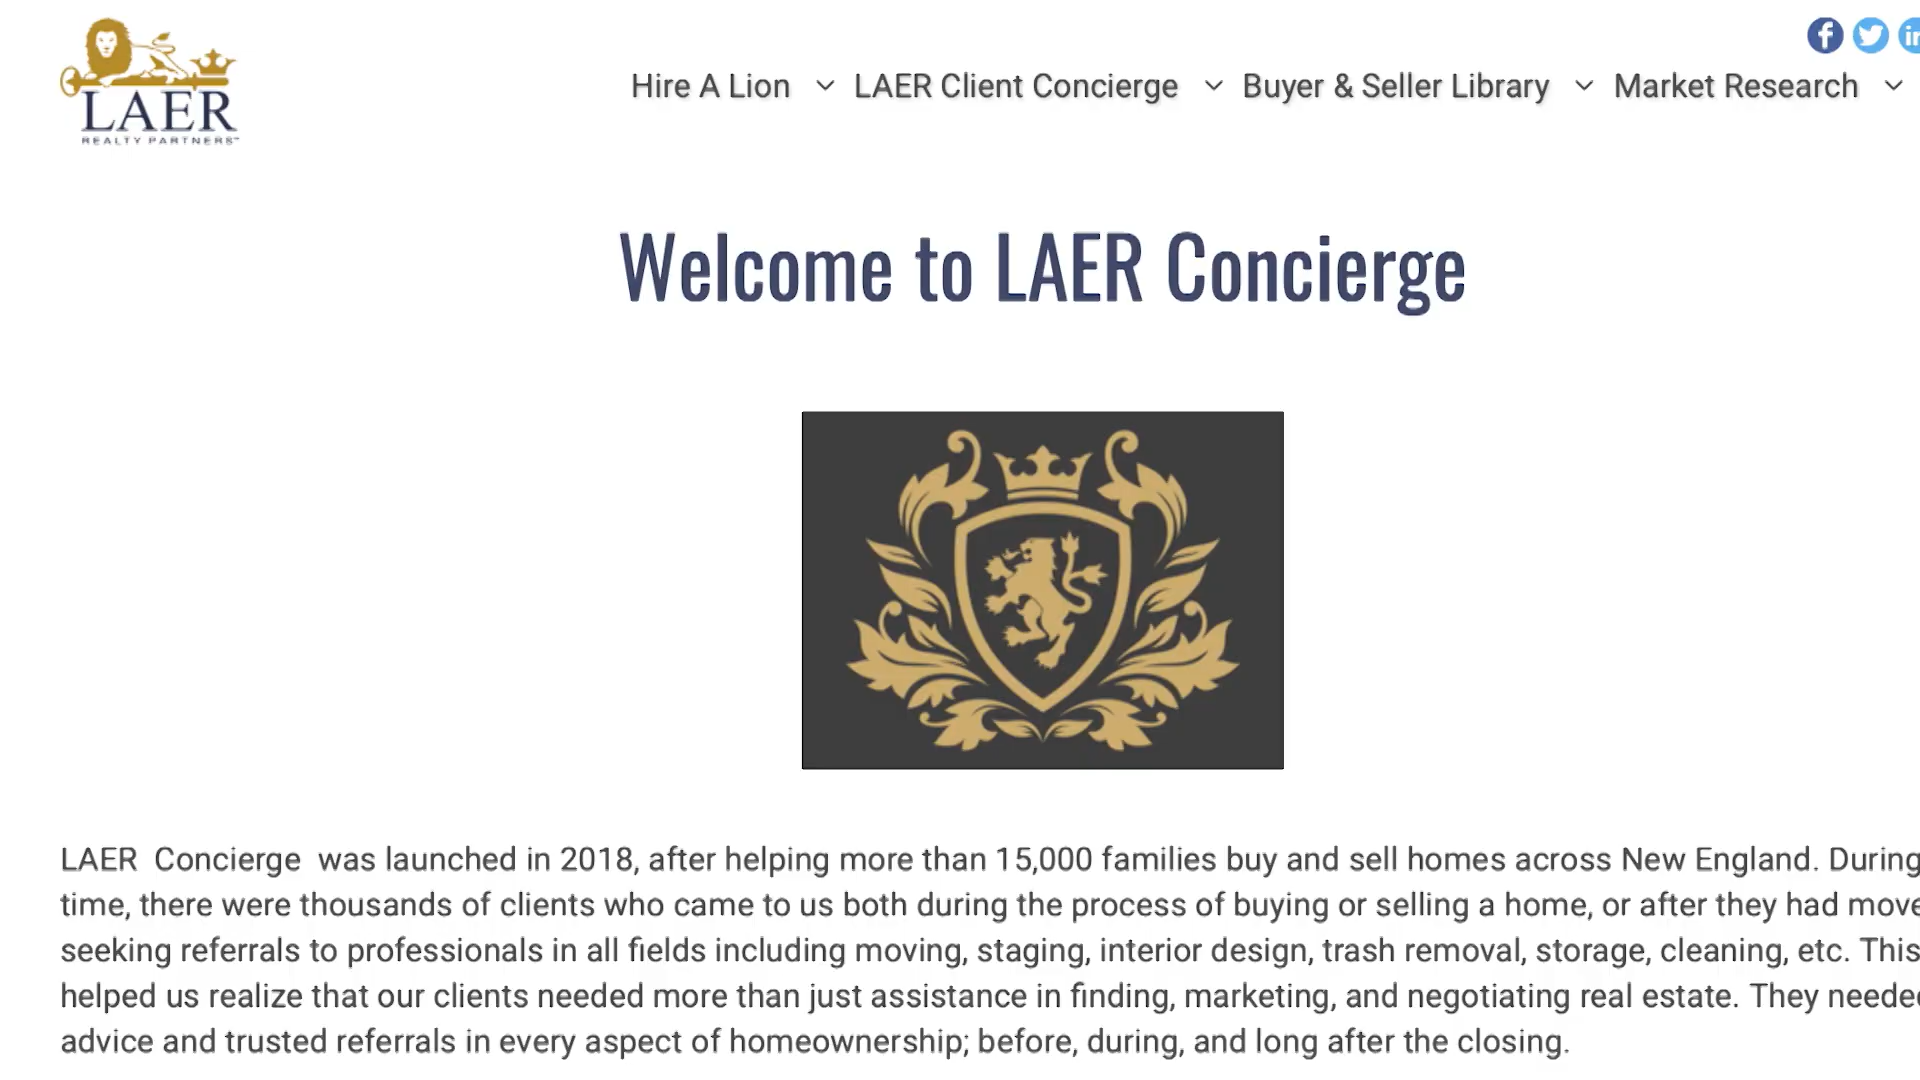 LAER
REALTY PARTNERS
Hire A Lion LAER Client Concierge Buyer & Seller Library Market Research
Welcome to LAER Concierge
LAER Concierge was launched in 2018, after helping more than 15,000 families buy and sell homes across New England. During
time, there were thousands of clients who came to us both during the process of buying or selling a home, or after they had
seeking referrals to professionals in all fields including moving, staging, interior design, trash removal, storage, cleaning, etc. This
helped us realize that our clients needed more than just assistance in finding, marketing, and negotiating real estate. They
advice and trusted referrals in every aspect of homeownership; before, during, and long after the closing.